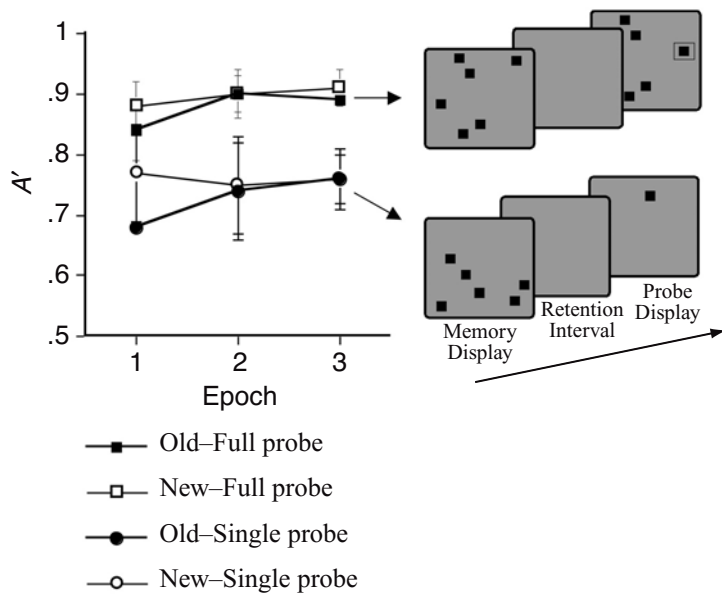 1
.9
.8
.7
.6
.5
A′
1 2 3
Epoch
Memory
Display
Retention
Interval
Probe
Display
Old–Full probe
New–Full probe
Old–Single probe
New–Single probe